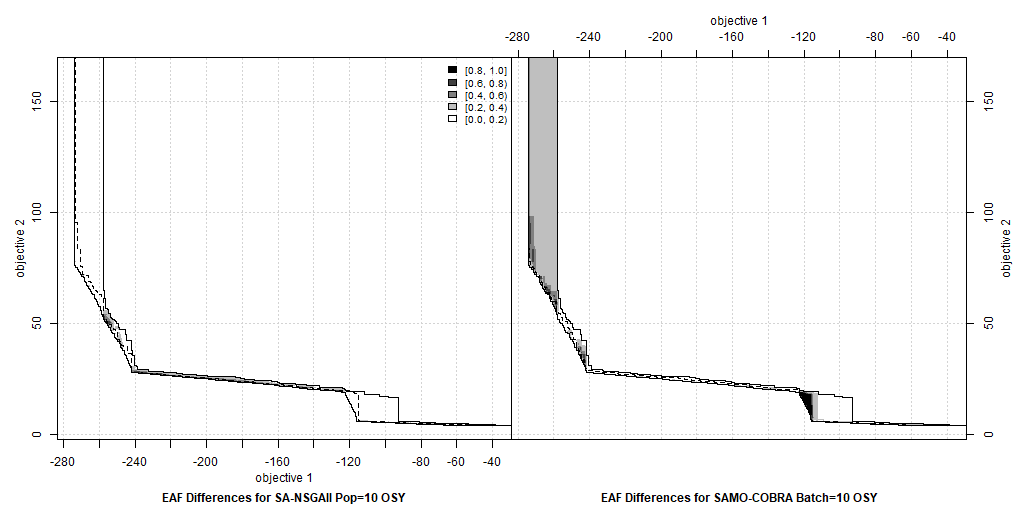 objective 1
-280 -240 -200 -160 -120 -80 -60 -40
[0.8, 1.0]
[0.6, 0.8)
[0.4, 0.6)
[0.2, 0.4)
[0.0, 0.2)
objective 2
0 50 100 150
0 50 100 150
objective 2
-280 -240 -200 -160 -120 -80 -60 -40
objective 1
EAF Differences for SA-NSGAII Pop=10 OSY
EAF Differences for SAMO-COBRA Batch=10 OSY